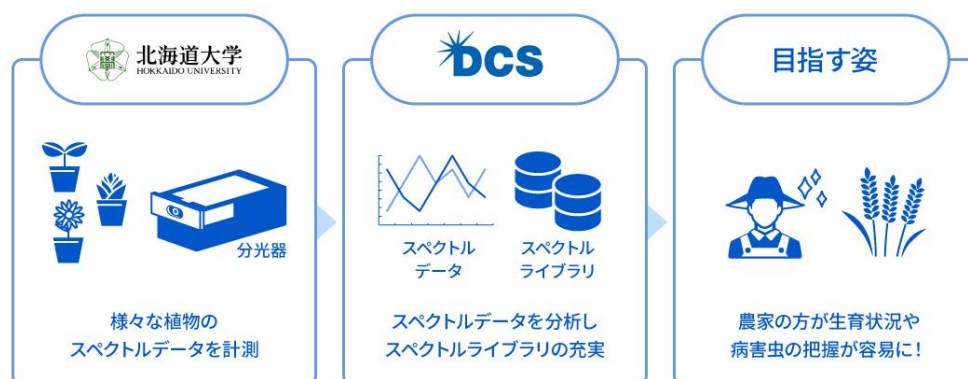 北海道大学
HOKKAIDO UNIVERSITY
分光器
様々な植物の
スペクトルデータを計測
DCS
スペクトル
データ
スペクトル
ライブラリ
スペクトルデータを分析し
スペクトルライブラリの充実
目指す姿
農家の方が生育状況や
病害虫の把握が容易に！